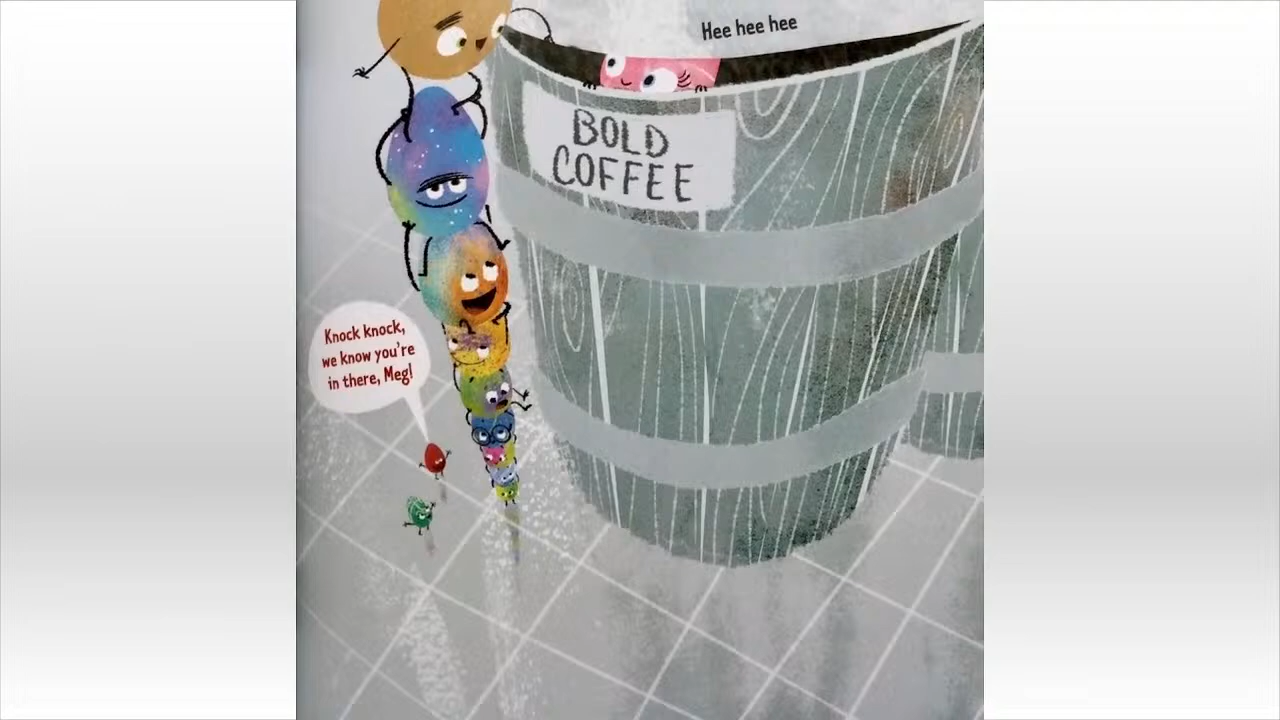 Hee hee hee
BOLD
COFFEE
Knock knock,
we know you're
in there, Meg!